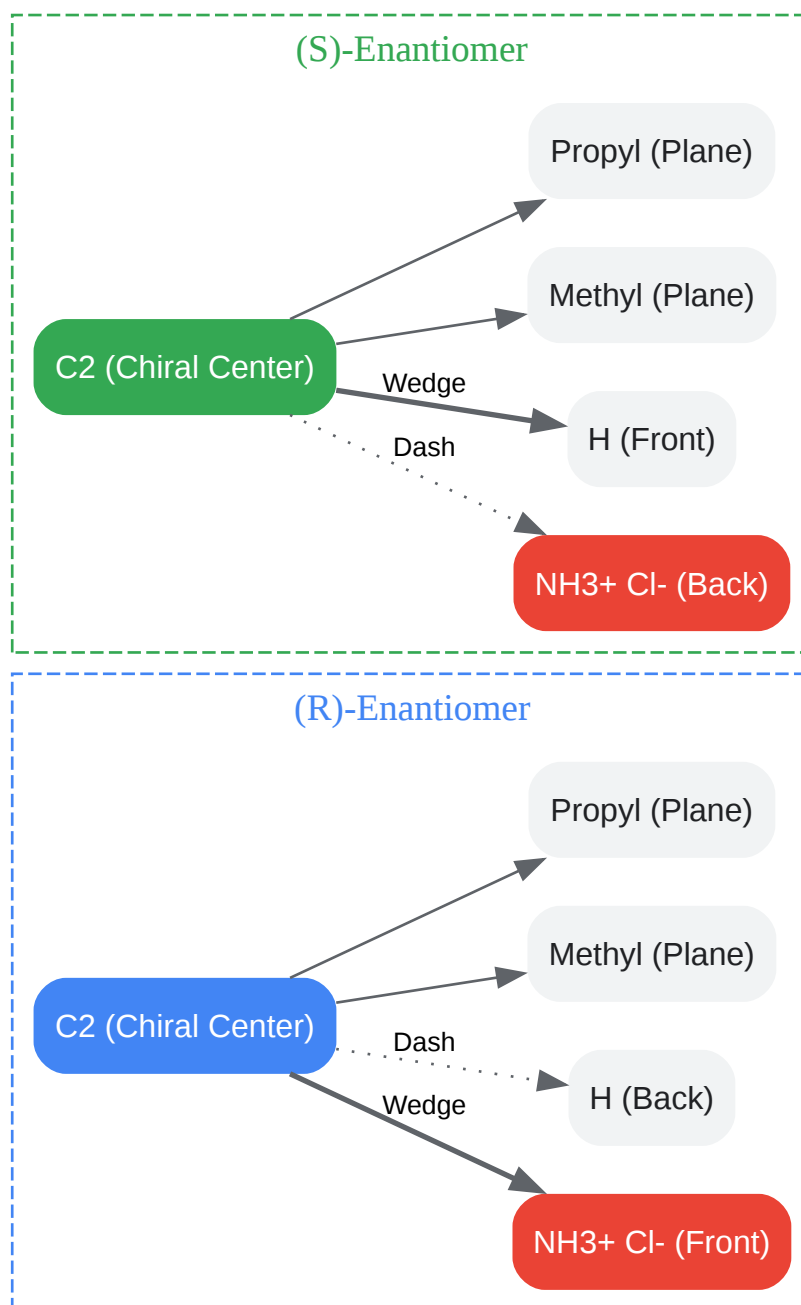 (S)-Enantiomer
Propyl (Plane)
Methyl (Plane)
C2 (Chiral Center)
Wedge
H (Front)
Dash
NH3+ Cl- (Back)
(R)-Enantiomer
Propyl (Plane)
Methyl (Plane)
C2 (Chiral Center)
Dash
H (Back)
Wedge
NH3+ Cl- (Front)